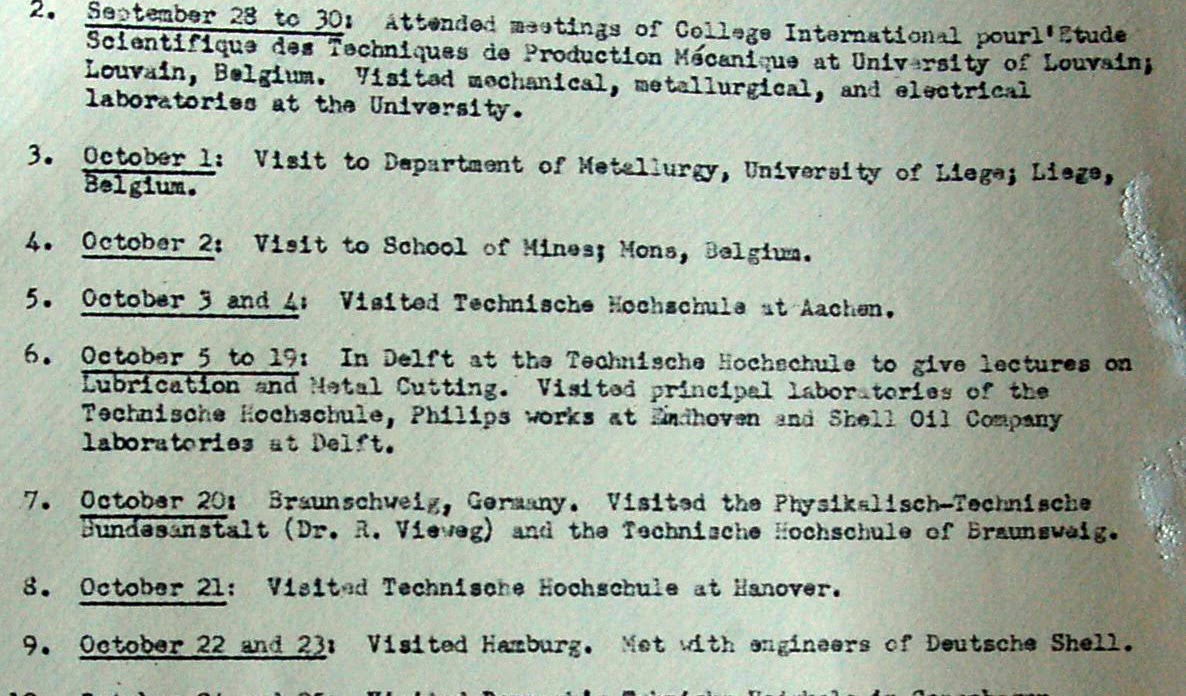 2. September 28 to 30: Attended meetings of College International pourl'Etude
Scientifique des Techniques de Production Mécanique at University of Louvain;
Louvain, Belgium. Visited mechanical, metallurgical, and electrical
laboratories at the University.
3. October 1: Visit to Department of Metallurgy, University of Liege; Liege,
Belgium.
4. October 2: Visit to School of Mines; Mons, Belgium.
5. October 3 and 4: Visited Technische Hochschule at Aachen.
6. October 5 to 19: In Delft at the Technische Hochschule to give lectures on
Lubrication and Metal Cutting. Visited principal laboratories of the
Technische Hochschule, Philips works at Eindhoven and Shell Oil Company
laboratories at Delft.
7. October 20: Braunschweig, Germany. Visited the Physikalisch-Technische
Bundesanstalt (Dr. R. Vieweg) and the Technische Hochschule of Braunsweig.
8. October 21: Visited Technische Hochschule at Hanover.
9. October 22 and 23: Visited Hamburg. Met with engineers of Deutsche Shell.